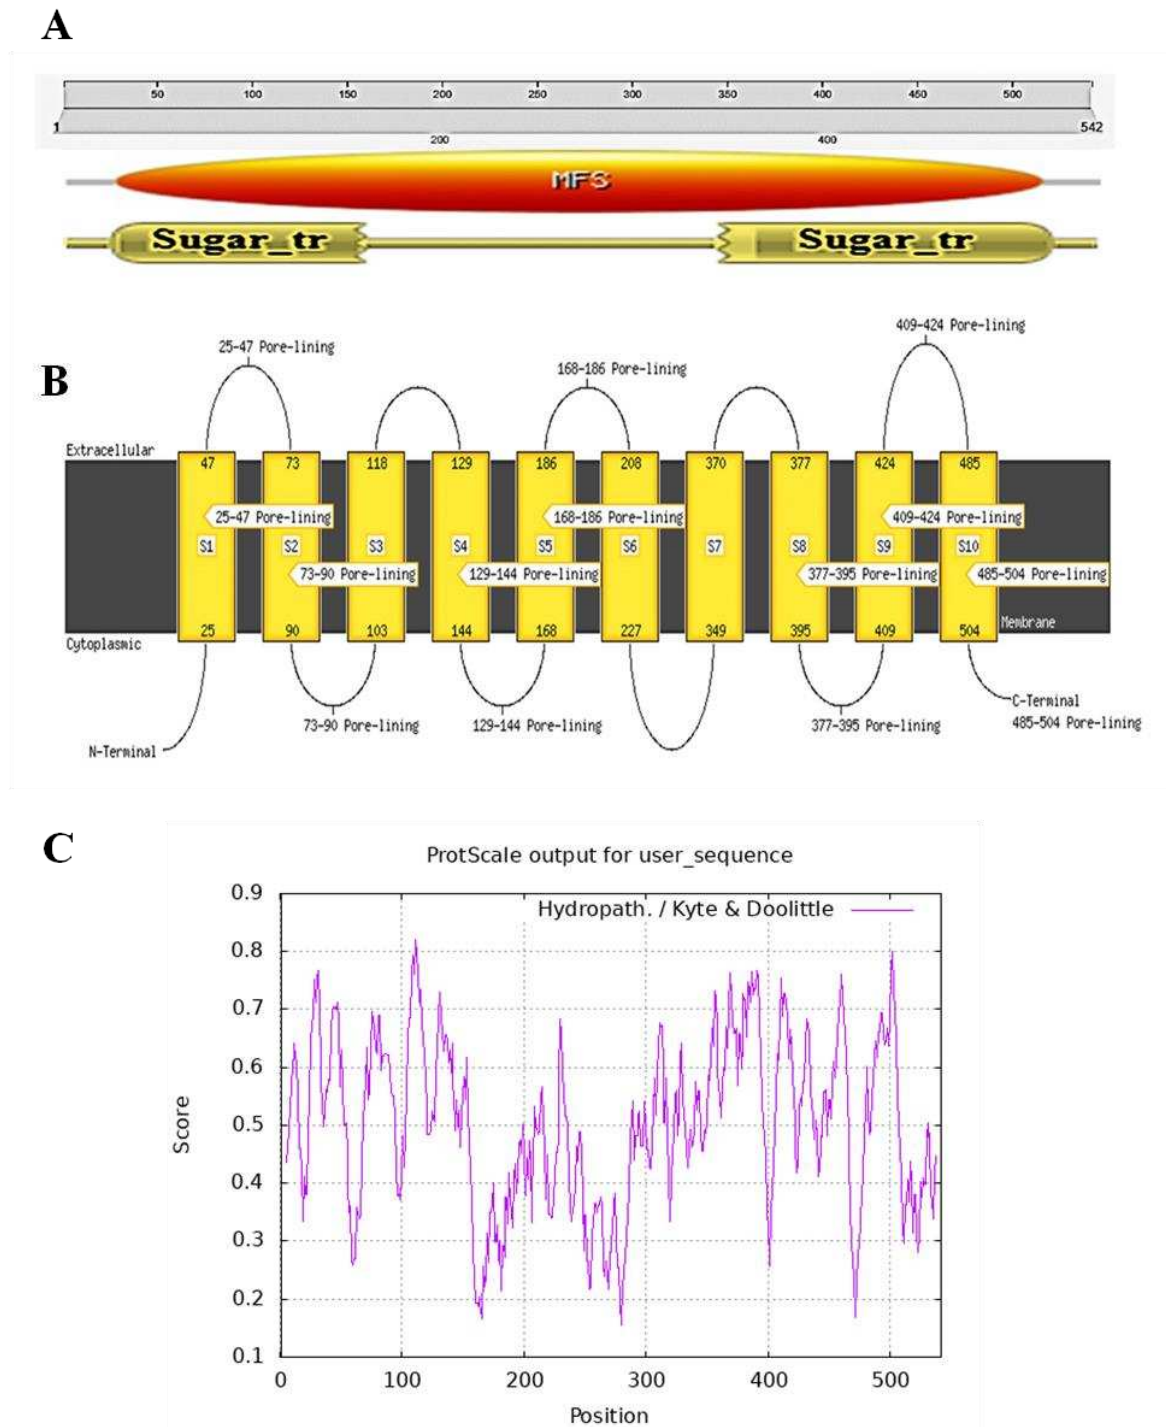 A
50 100 150 200 250 300 350 400 450 500
1 542
200 400
MFS
Sugar_tr Sugar_tr
409-424 Pore-lining
25-47 Pore-lining
168-186 Pore-lining
B
Extracellular
47 73 118 129 186 208 370 377 424 485
25-47 Pore-lining 168-186 Pore-lining 409-424 Pore-lining
S1 S2 S3 S4 S5 S6 S7 S8 S9 S10
73-90 Pore-lining 129-144 Pore-lining 377-395 Pore-lining 485-504 Pore-lining
Membrane
25 90 103 144 168 227 349 395 409 504
Cytoplasmic
C-Terminal
73-90 Pore-lining 129-144 Pore-lining 377-395 Pore-lining 485-504 Pore-lining
N-Terminal
C
ProtScale output for user_sequence
Hydropath. / Kyte & Doolittle
0.9
0.8
0.7
0.6
0.5
0.4
0.3
0.2
0.1
Score
0 100 200 300 400 500
Position